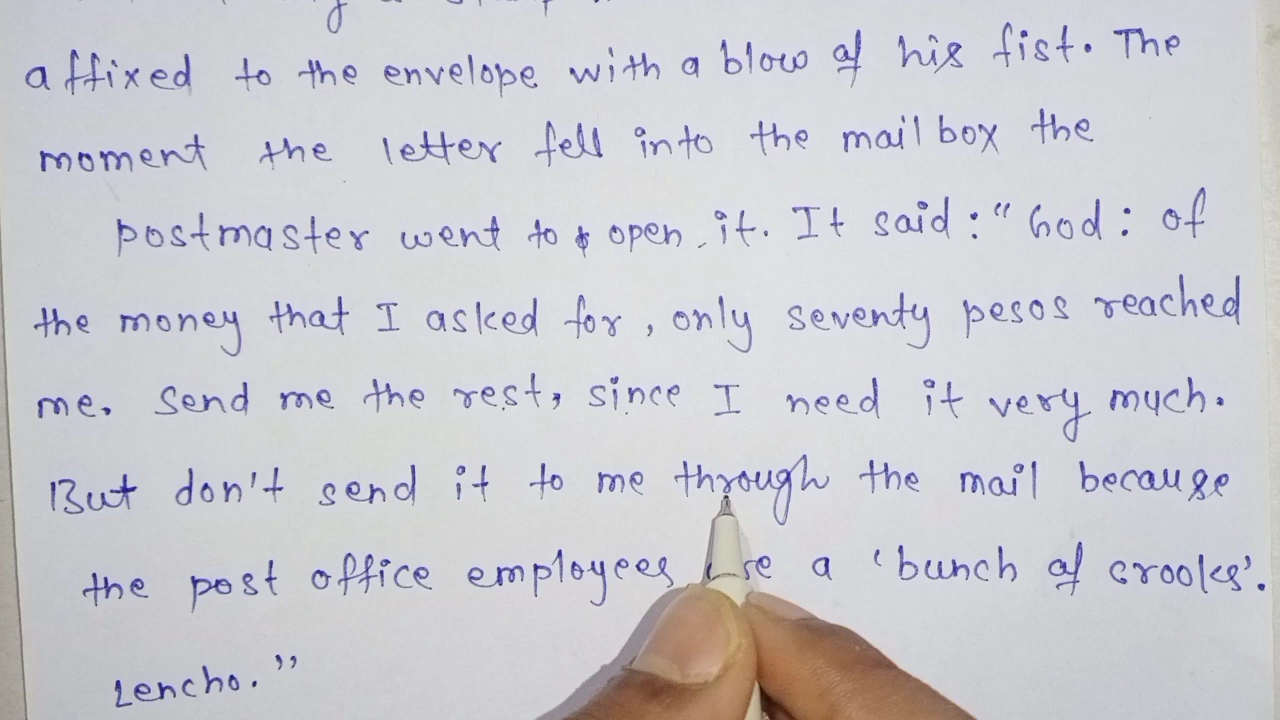 affixed to the envelope with a blow of his fist. The
moment the letter fell into the mail box the
postmaster went to open it. It said: "God: of
the money that I asked for, only seventy pesos reached
me. Send me the rest, since I need it very much.
But don't send it to me through the mail because
the post office employees are a 'bunch of crooks'.
Lencho."